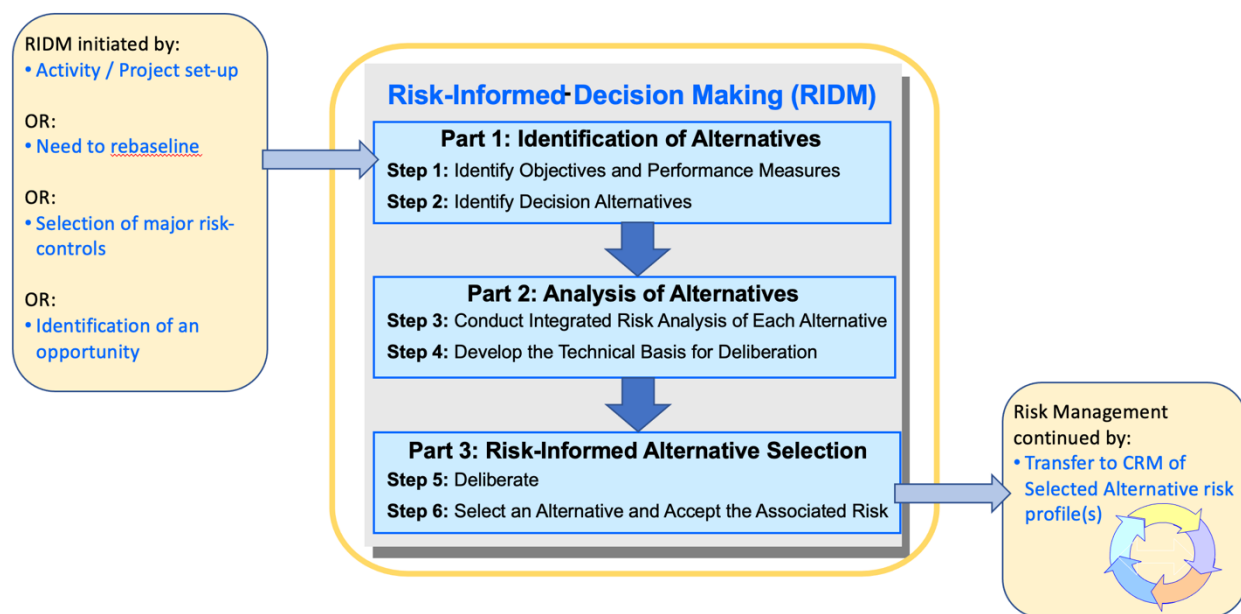 RIDM initiated by:
• Activity / Project set-up
OR:
• Need to rebaseline
OR:
• Selection of major risk-
controls
OR:
• Identification of an
opportunity
Risk-Informed-Decision Making (RIDM)
Part 1: Identification of Alternatives
Step 1: Identify Objectives and Performance Measures
Step 2: Identify Decision Alternatives
Part 2: Analysis of Alternatives
Step 3: Conduct Integrated Risk Analysis of Each Alternative
Step 4: Develop the Technical Basis for Deliberation
Part 3: Risk-Informed Alternative Selection
Step 5: Deliberate
Step 6: Select an Alternative and Accept the Associated Risk
Risk Management
continued by:
• Transfer to CRM of
Selected Alternative risk
profile(s)